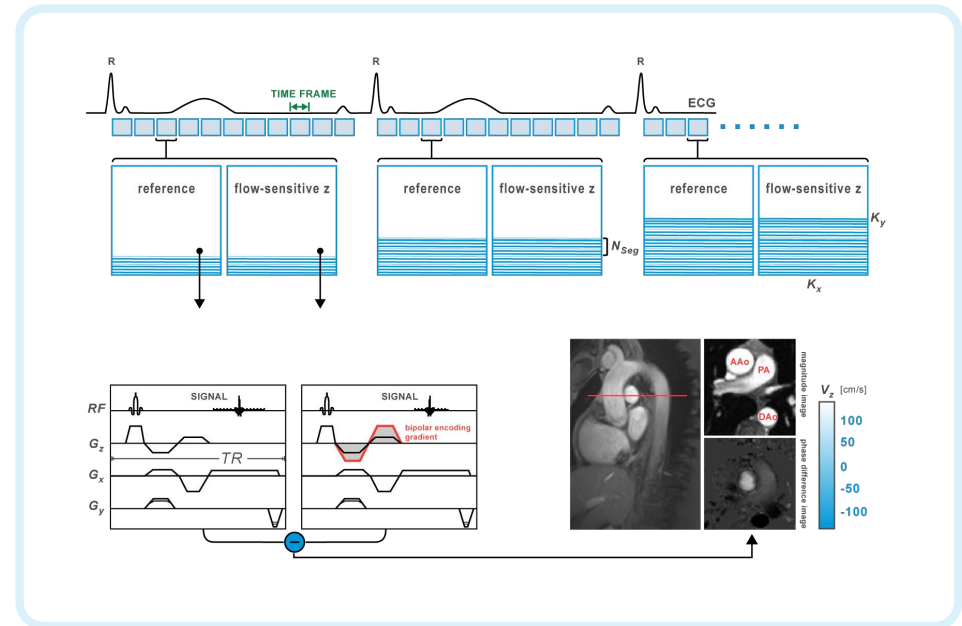 R
R
R
TIME FRAME
ECG
reference
flow-sensitive z
reference
flow-sensitive z
reference
flow-sensitive z
N_Seg
K_y
K_x
SIGNAL
SIGNAL
RF
G_z
bipolar encoding
gradient
TR
G_x
G_y
AAo
PA
DAo
magnitude image
phase difference image
V_z [cm/s]
100
50
0
-50
-100